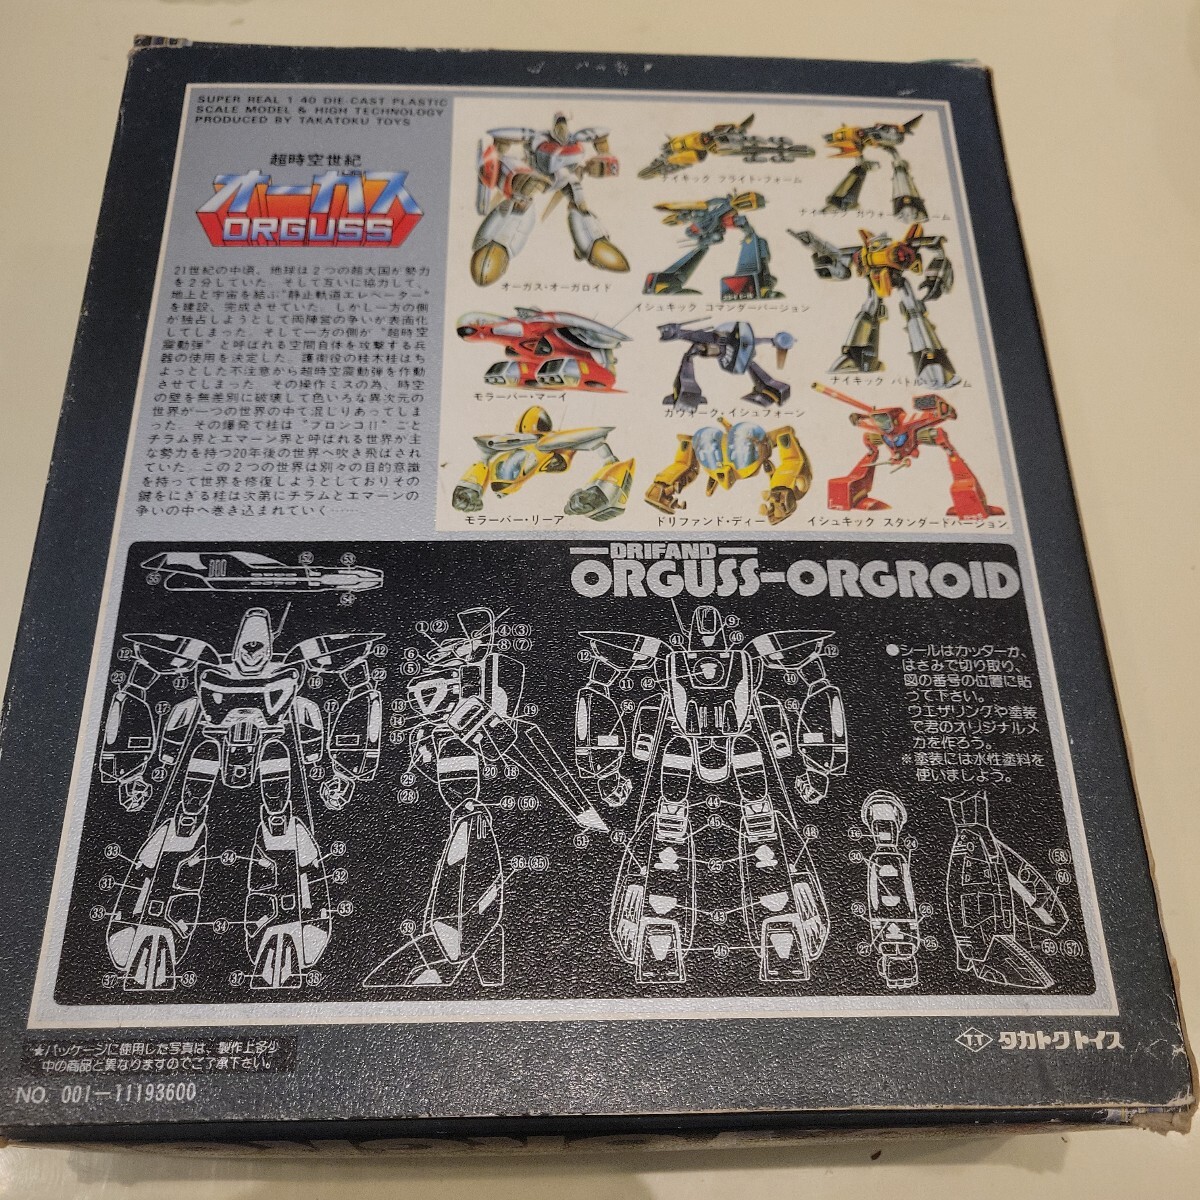 SUPER REAL 1/40 DIE-CAST PLASTIC
SCALE MODEL & HIGH TECHNOLOGY
PRODUCED BY TAKATOKU TOYS
超時空世紀
オーガス
ORGUSS
21世紀の中頃、地球は2つの超大国が勢力
を2分していた。そして互いに協力して、
地上と宇宙を結ぶ"静止軌道エレベーター"
を建設、完成させていた。しかし一方の側
が独占しようとして両陣営の争いが表面化
してしまった。そして一方の側が"超時空
震動弾"と呼ばれる空間自体を攻撃する兵
器の使用を決定した。護衛役の桂木桂はち
ょっとした不注意から超時空震動弾を作動
させてしまった。その操作ミスの為、時空
の壁を無差別に破壊して色いろな異次元の
世界が一つの世界の中で混じりあってしま
った。その爆発で桂は"ブロンコII"ごと
チラム界とエマーン界と呼ばれる世界が主
な勢力を持つ20年後の世界へ吹き飛ばされ
ていた。この2つの世界は別々の目的意識
を持って世界を修復しようとしておりその
鍵をにぎる桂は次第にチラムとエマーンの
争いの中へ巻き込まれていく……
オーガス・オーガロイド
ナイキック フライト・フォーム
ナイキック ガウォーク・フォーム
イシュキック コマンダーバージョン
ナイキック バトル・フォーム
モラーバー・マーイ
ガウォーク・イシュフォーン
モラーバー・リーア
ドリファンド・ディー
イシュキック スタンダードバージョン
DRIFAND
ORGUSS-ORGROID
●シールはカッターか、
はさみで切り取り、
図の番号の位置に貼
って下さい。
ウエザリングや塗装
で君のオリジナルメ
カを作ろう。
※塗装には水性塗料を
使いましょう。
★パッケージに使用した写真は、製作上多少
中の商品と異なりますのでご了承下さい。
NO. 001-11193600
TT タカトクトイス